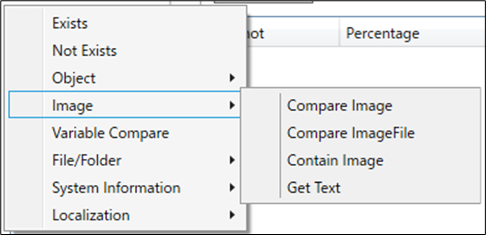 Exists
Not Exists
Object
Image
Variable Compare
File/Folder
System Information
Localization
Compare Image
Compare ImageFile
Contain Image
Get Text
Percentage